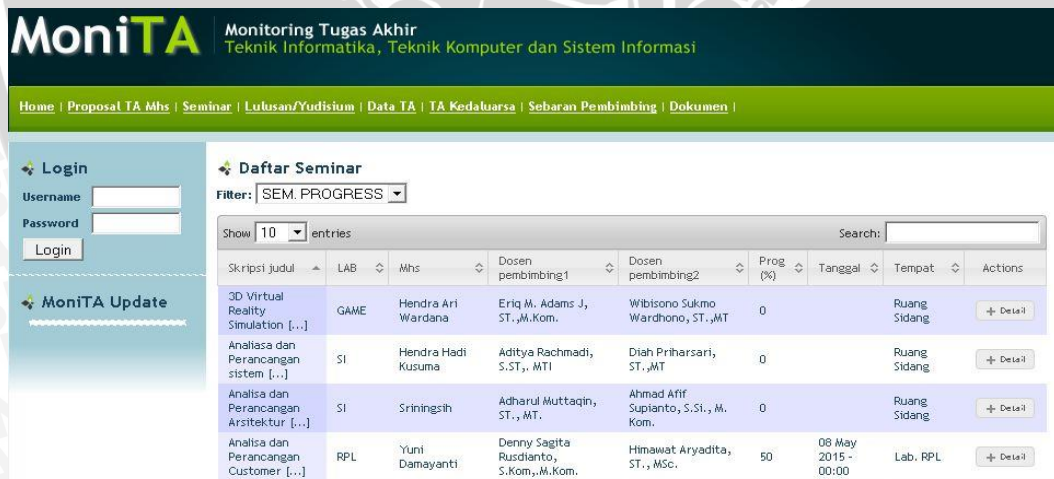 MoniTA
Monitoring Tugas Akhir
Teknik Informatika, Teknik Komputer dan Sistem Informasi
Home | Proposal TA Mhs | Seminar | Lulusan/Yudisium | Data TA | TA Kedaluarsa | Sebaran Pembimbing | Dokumen |
Login
Username
Password
Login
MoniTA Update
Daftar Seminar
Filter: SEM. PROGRESS
Show 10 entries Search:
Skripsi judul LAB Mhs Dosen pembimbing1 Dosen pembimbing2 Prog (%) Tanggal Tempat Actions
3D Virtual Reality Simulation [...] GAME Hendra Ari Wardana Eriq M. Adams J, ST.,M.Kom. Wibisono Sukmo Wardhono, ST.,MT 0 Ruang Sidang + Detail
Analiasa dan Perancangan sistem [...] SI Hendra Hadi Kusuma Aditya Rachmadi, S.ST,. MTI Diah Priharsari, ST.,MT 0 Ruang Sidang + Detail
Analisa dan Perancangan Arsitektur [...] SI Sriningsih Adharul Muttaqin, ST., MT. Ahmad Afif Supianto, S.Si., M. Kom. 0 Ruang Sidang + Detail
Analisa dan Perancangan Customer [...] RPL Yuni Damayanti Denny Sagita Rusdianto, S.Kom,.M.Kom. Himawat Aryadita, ST., MSc. 50 08 May 2015 - 00:00 Lab. RPL + Detail